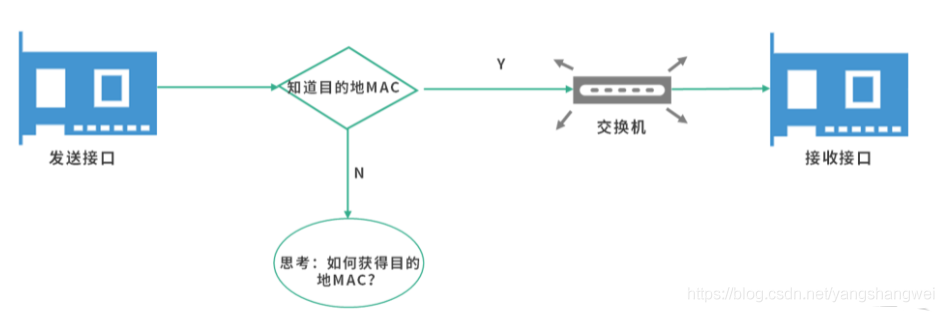 知道目的地MAC
Y
发送接口
交换机
接收接口
N
思考：如何获得目的
地MAC？
https://blog.csdn.net/yangshangwei